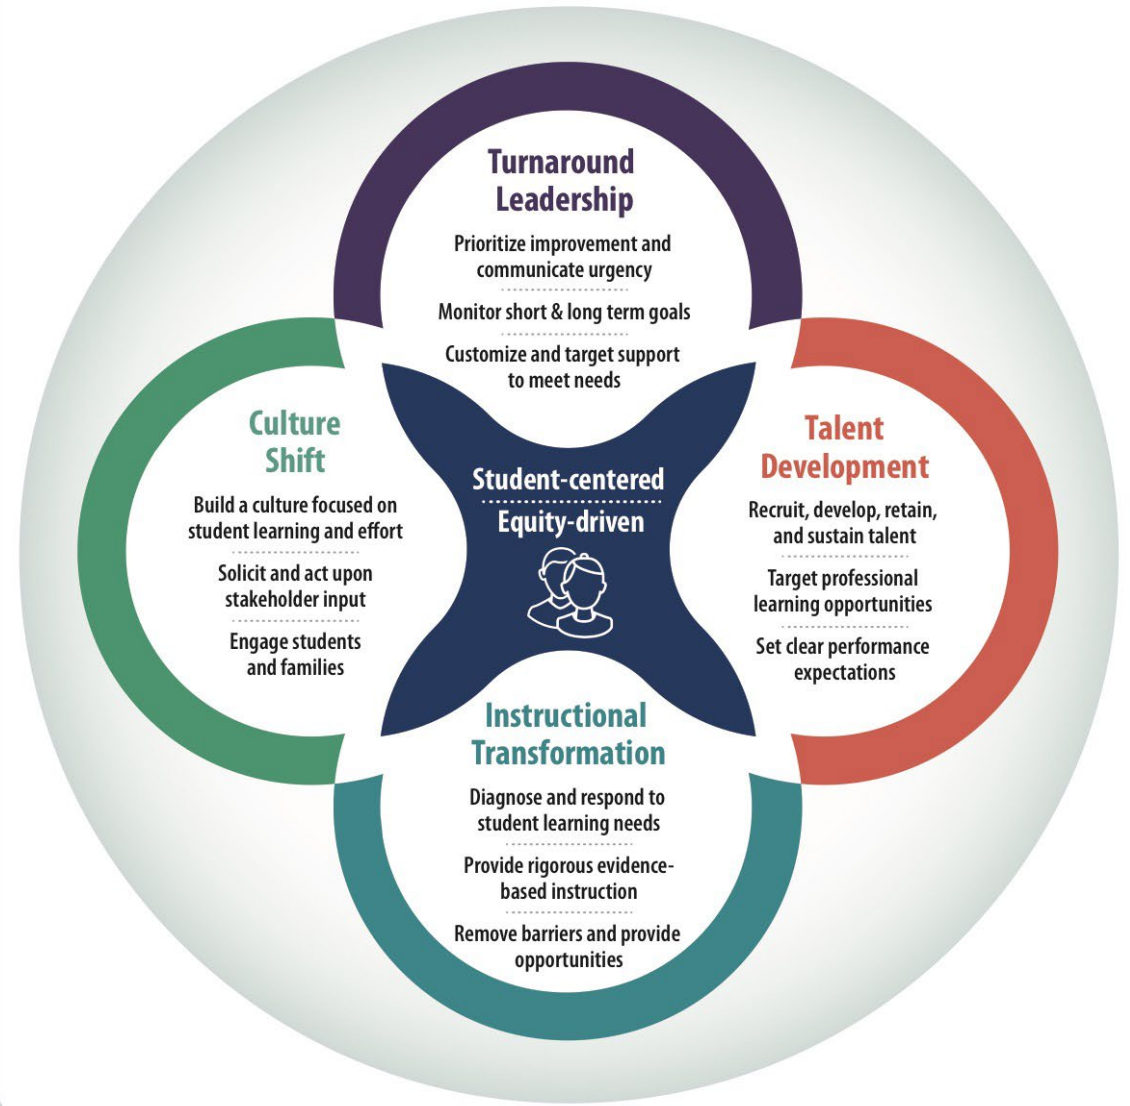 Turnaround
Leadership
Prioritize improvement and
communicate urgency
Monitor short & long term goals
Customize and target support
to meet needs
Culture
Shift
Build a culture focused on
student learning and effort
Solicit and act upon
stakeholder input
Engage students
and families
Student-centered
Equity-driven
Talent
Development
Recruit, develop, retain,
and sustain talent
Target professional
learning opportunities
Set clear performance
expectations
Instructional
Transformation
Diagnose and respond to
student learning needs
Provide rigorous evidence-
based instruction
Remove barriers and provide
opportunities